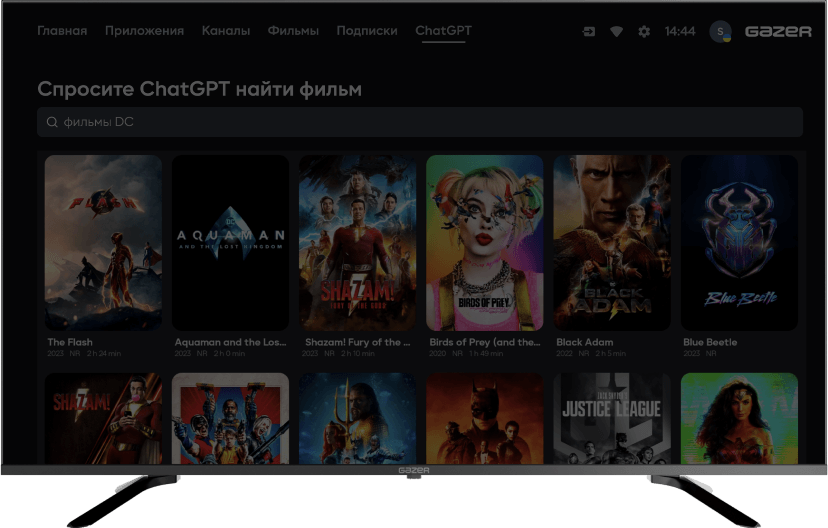 Главная Приложения Каналы Фильмы Подписки ChatGPT 14:44 S GAZER
Спросите ChatGPT найти фильм
фильмы DC
FLASH
DC
AQUAMAN
AND THE LOST KINGDOM
SHAZAM!
FURY OF THE GODS
BIRDS OF PREY
BLACK ADAM
Blue Beetle
The Flash Aquaman and the Los... Shazam! Fury of the ... Birds of Prey (and the... Black Adam Blue Beetle
2023 NR 2 h 24 min 2023 NR 2 h 0 min 2023 NR 2 h 10 min 2020 NR 1 h 49 min 2022 NR 2 h 5 min 2023 NR
SHAZAM!
ZACK SNYDER'S
JUSTICE LEAGUE
GAZER